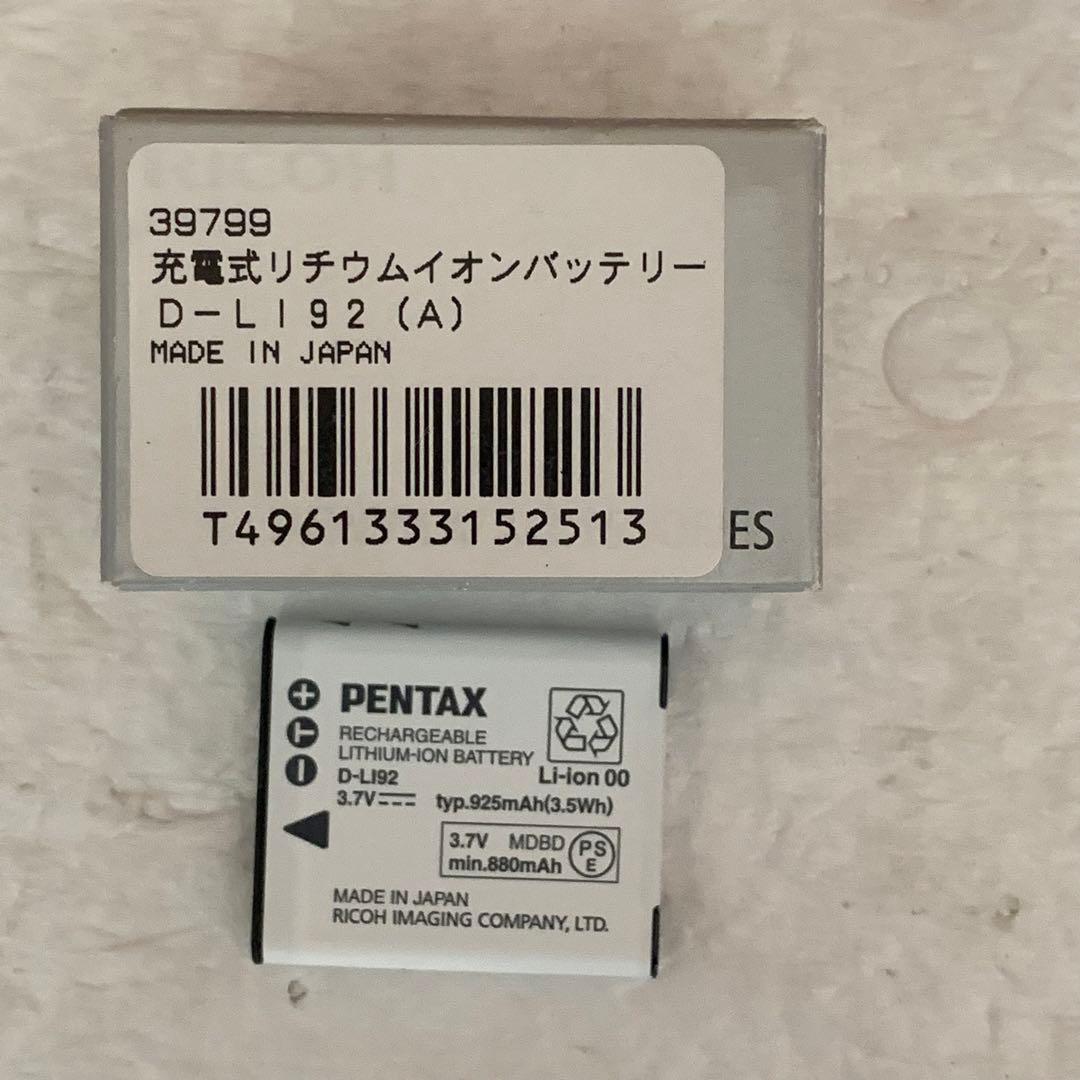 39799
充電式リチウムイオンバッテリー
D-LI92(A)
MADE IN JAPAN
T4961333152513
ES
PENTAX
RECHARGEABLE
LITHIUM-ION BATTERY
D-LI92
Li-ion 00
3.7V typ.925mAh(3.5Wh)
3.7V MDBD
min.880mAh
PS
E
MADE IN JAPAN
RICOH IMAGING COMPANY, LTD.